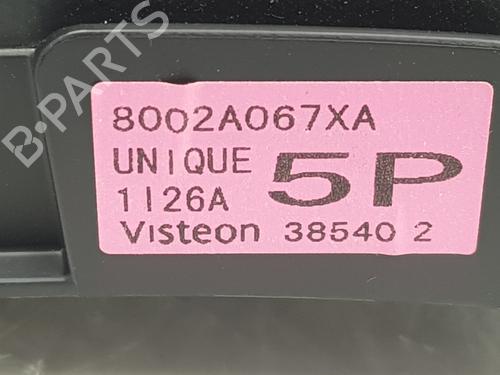 B-PARTS
8002A067XA
UNIQUE 5P
1I26A
Visteon 38540 2